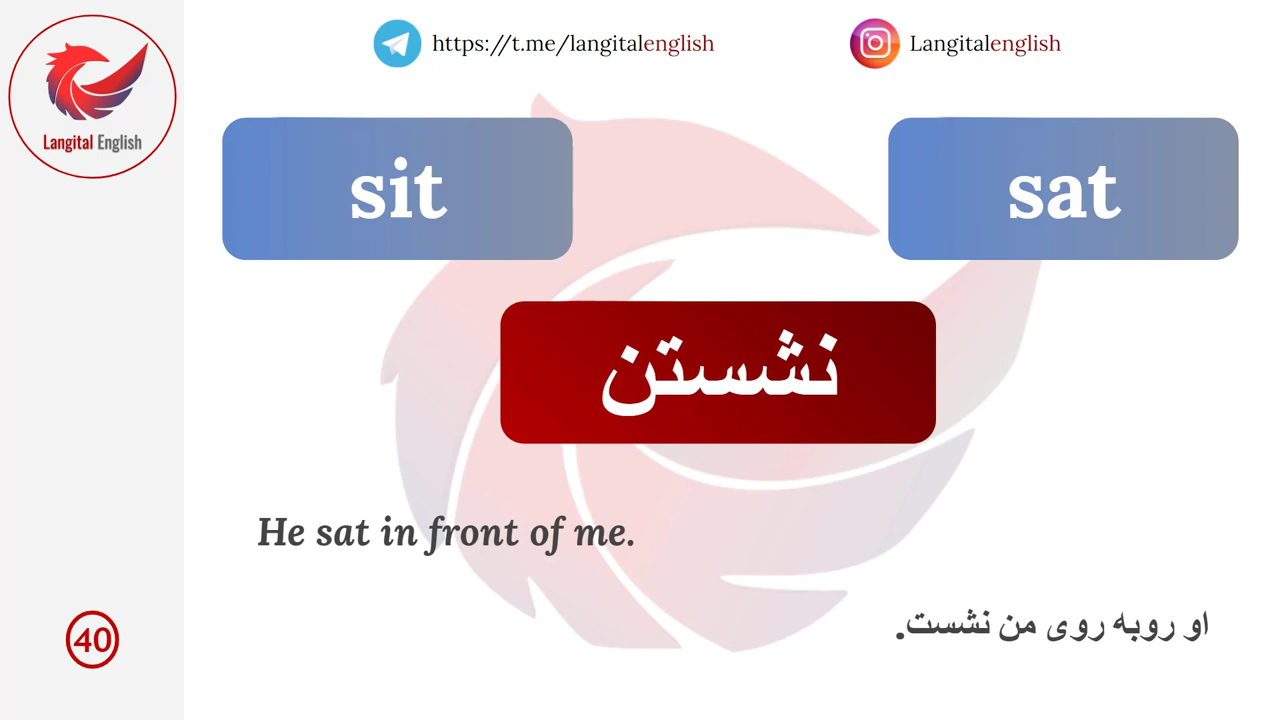 https://t.me/langitalenglish
Langitalenglish
Langital English
sit
sat
نشستن
He sat in front of me.
او روبه روی من نشست.
40